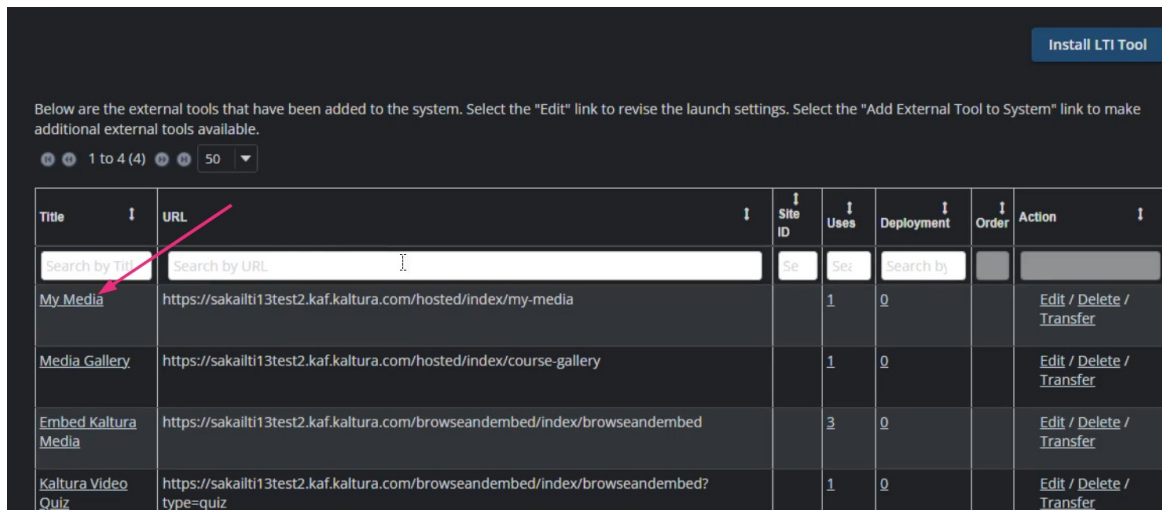 Install LTI Tool
Below are the external tools that have been added to the system. Select the "Edit" link to revise the launch settings. Select the "Add External Tool to System" link to make
additional external tools available.
1 to 4 (4) 50
Title URL Site ID Uses Deployment Order Action
Search by Titl Search by URL Se Sea Search by
My Media https://sakailti13test2.kaf.kaltura.com/hosted/index/my-media 1 0 Edit / Delete /
Transfer
Media Gallery https://sakailti13test2.kaf.kaltura.com/hosted/index/course-gallery 1 0 Edit / Delete /
Transfer
Embed Kaltura https://sakailti13test2.kaf.kaltura.com/browseandembed/index/browseandembed 3 0 Edit / Delete /
Media Transfer
Kaltura Video https://sakailti13test2.kaf.kaltura.com/browseandembed/index/browseandembed? 1 0 Edit / Delete /
Quiz type=quiz Transfer